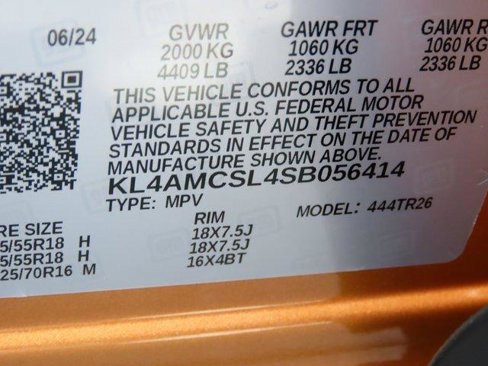 06/24 GVWR GAWR FRT GAWR R
2000 KG 1060 KG 1060 KG
4409 LB 2336 LB 2336 LB
THIS VEHICLE CONFORMS TO ALL
APPLICABLE U.S. FEDERAL MOTOR
VEHICLE SAFETY AND THEFT PREVENTION
STANDARDS IN EFFECT ON THE DATE OF
MANUFACTURE SHOWN ABOVE.
KL4AMCSL4SB056414
TYPE: MPV MODEL: 444TR26
RE SIZE RIM
5/55R18 H 18X7.5J
5/55R18 H 18X7.5J
25/70R16 M 16X4BT